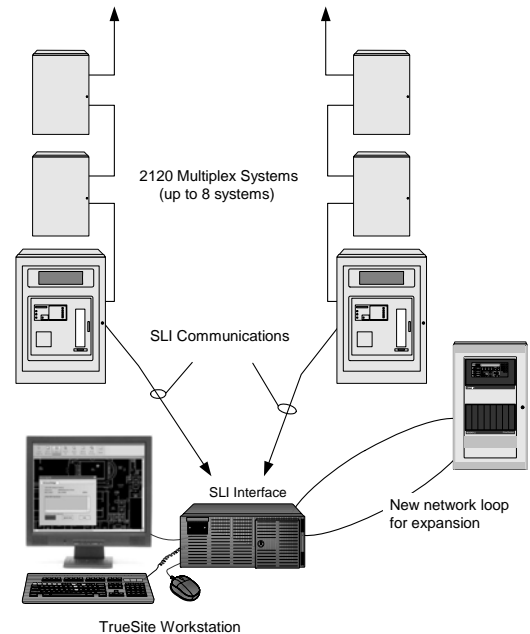 2120 Multiplex Systems
(up to 8 systems)
SLI Communications
SLI Interface
New network loop
for expansion
TrueSite Workstation